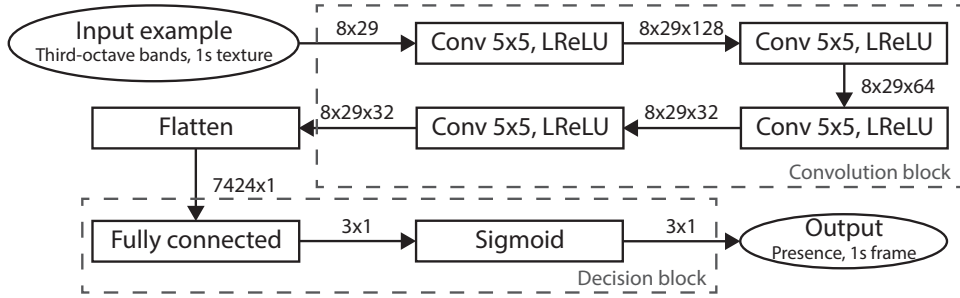 Input example
Third-octave bands, 1s texture
8x29
Conv 5x5, LReLU
8x29x128
Conv 5x5, LReLU
8x29x64
Conv 5x5, LReLU
8x29x32
Conv 5x5, LReLU
8x29x32
Flatten
Convolution block
7424x1
Fully connected
3x1
Sigmoid
3x1
Output
Presence, 1s frame
Decision block